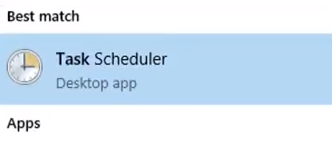 Best match
Task Scheduler
Desktop app
Apps